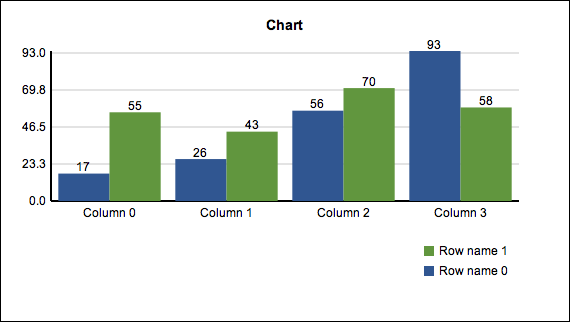 Chart
93.0
69.8
46.5
23.3
0.0
17
55
26
43
56
70
93
58
Column 0
Column 1
Column 2
Column 3
Row name 1
Row name 0